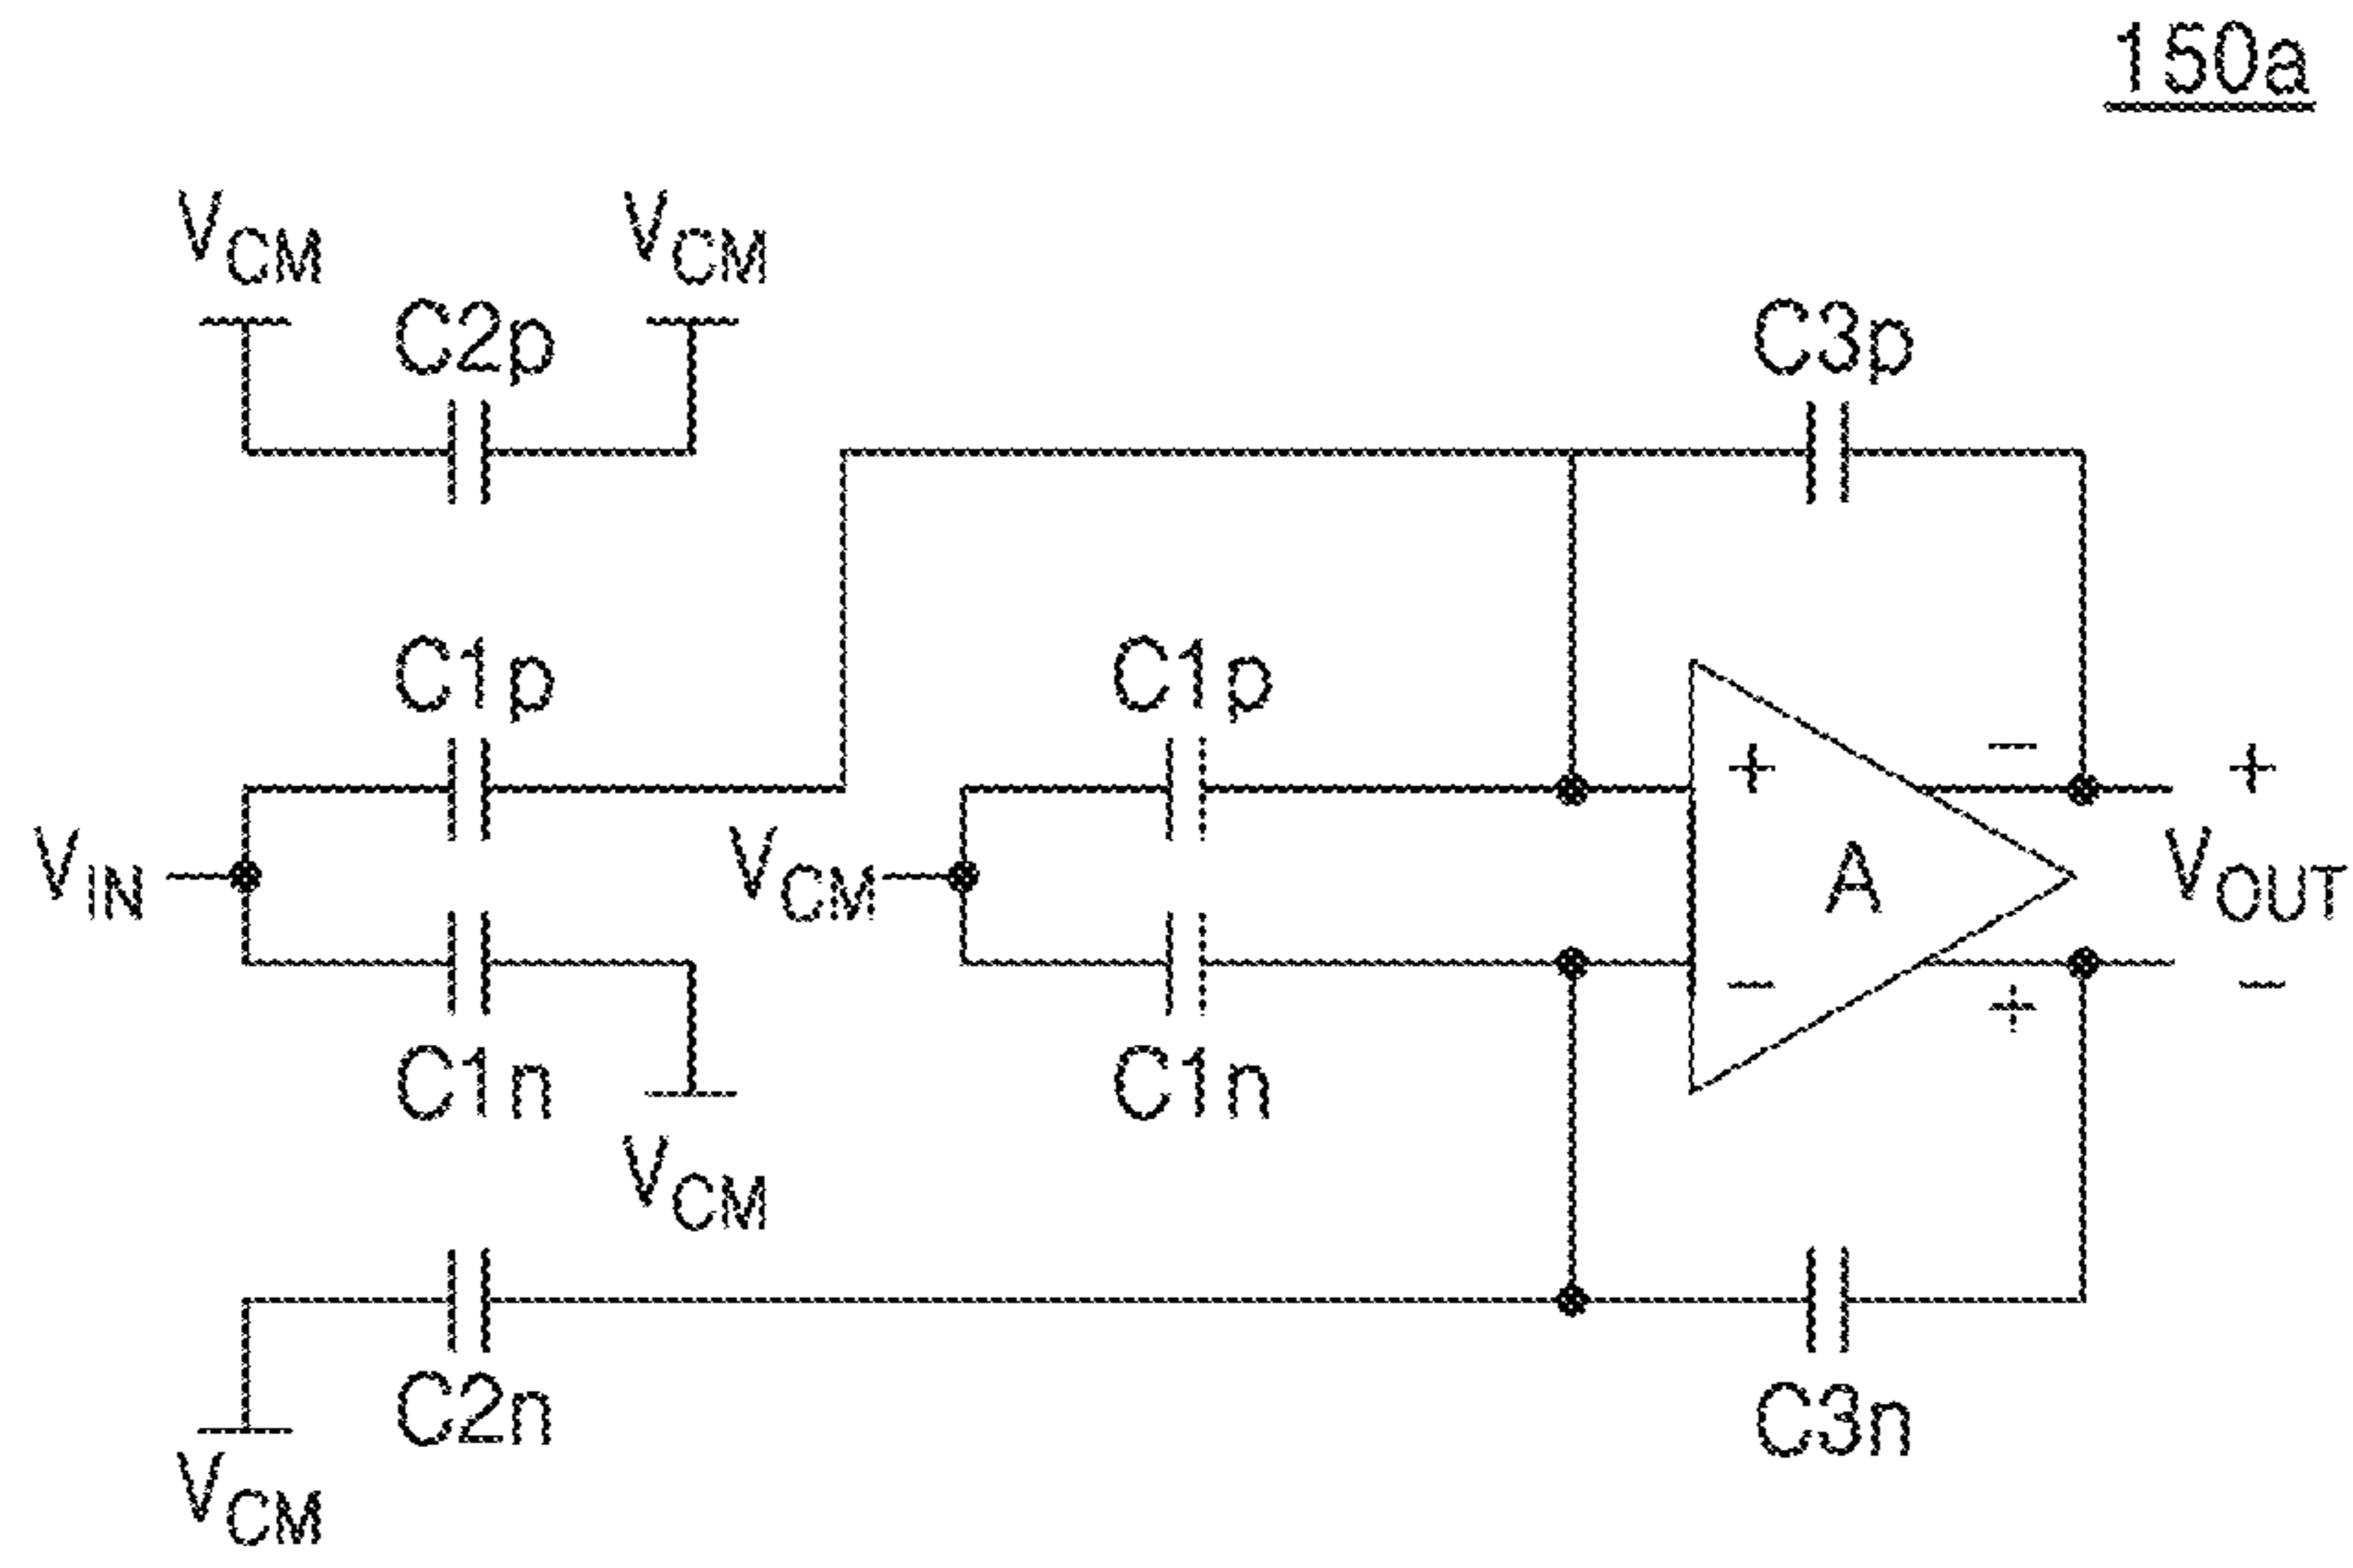 150a
VCM VCM
C2p C3p
C1p C1p
+ − +
VIN VCM A VOUT
− + −
C1n C1n
VCM
C2n C3n
VCM